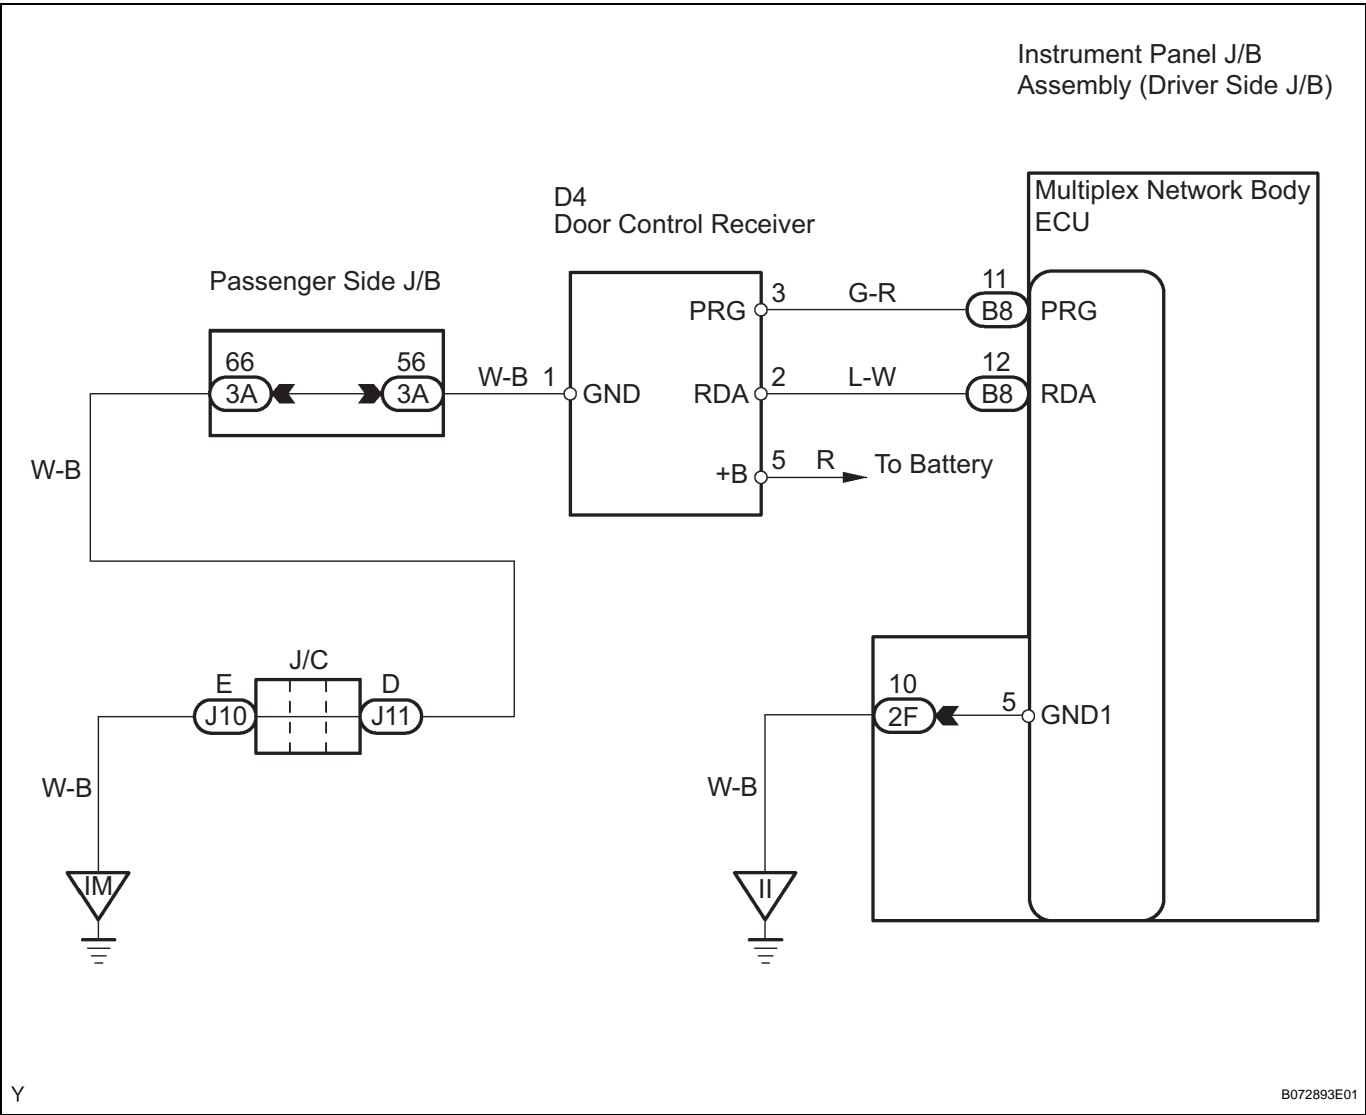 Instrument Panel J/B
Assembly (Driver Side J/B)
Multiplex Network Body
ECU
D4
Door Control Receiver
Passenger Side J/B
66
3A
56
3A
W-B
1
GND
PRG
3
G-R
11
B8
PRG
RDA
2
L-W
12
B8
RDA
+B
5
R
To Battery
W-B
J/C
E
J10
D
J11
W-B
IM
10
2F
5
GND1
W-B
II
Y
B072893E01